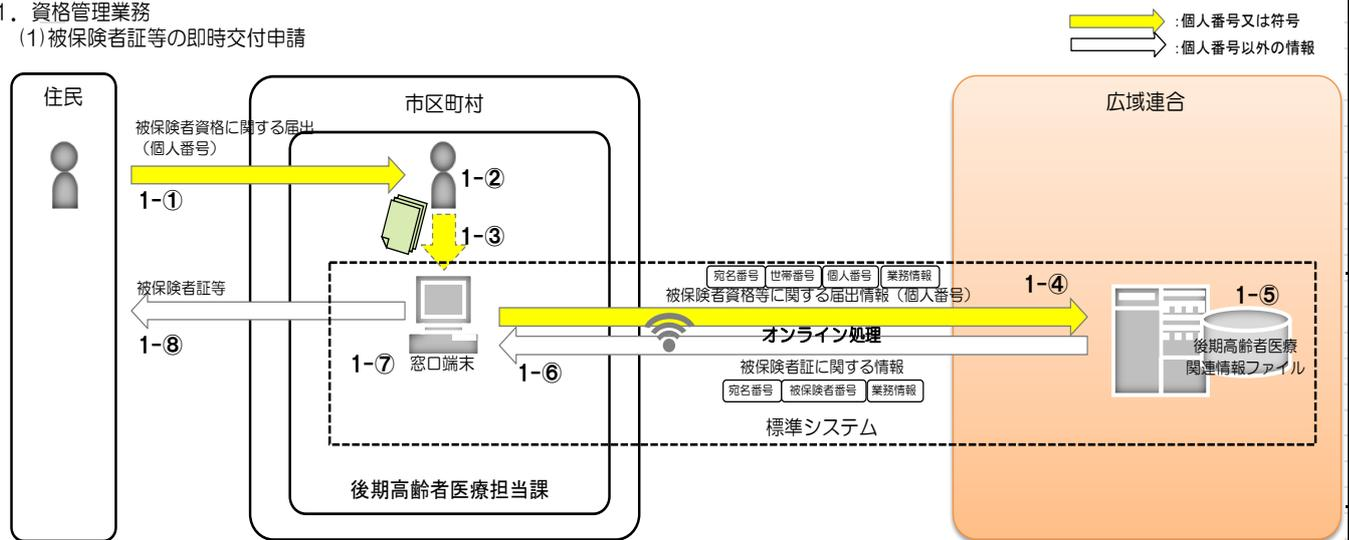 1．資格管理業務
(1)被保険者証等の即時交付申請
:個人番号又は符号
:個人番号以外の情報
住民
市区町村
広域連合
被保険者資格に関する届出
（個人番号）
1-①
1-②
1-③
宛名番号 世帯番号 個人番号 業務情報
被保険者資格等に関する届出情報（個人番号）
1-④
1-⑤
被保険者証等
1-⑧
オンライン処理
1-⑦
窓口端末
1-⑥
被保険者証に関する情報
宛名番号 被保険者番号 業務情報
後期高齢者医療
関連情報ファイル
標準システム
後期高齢者医療担当課